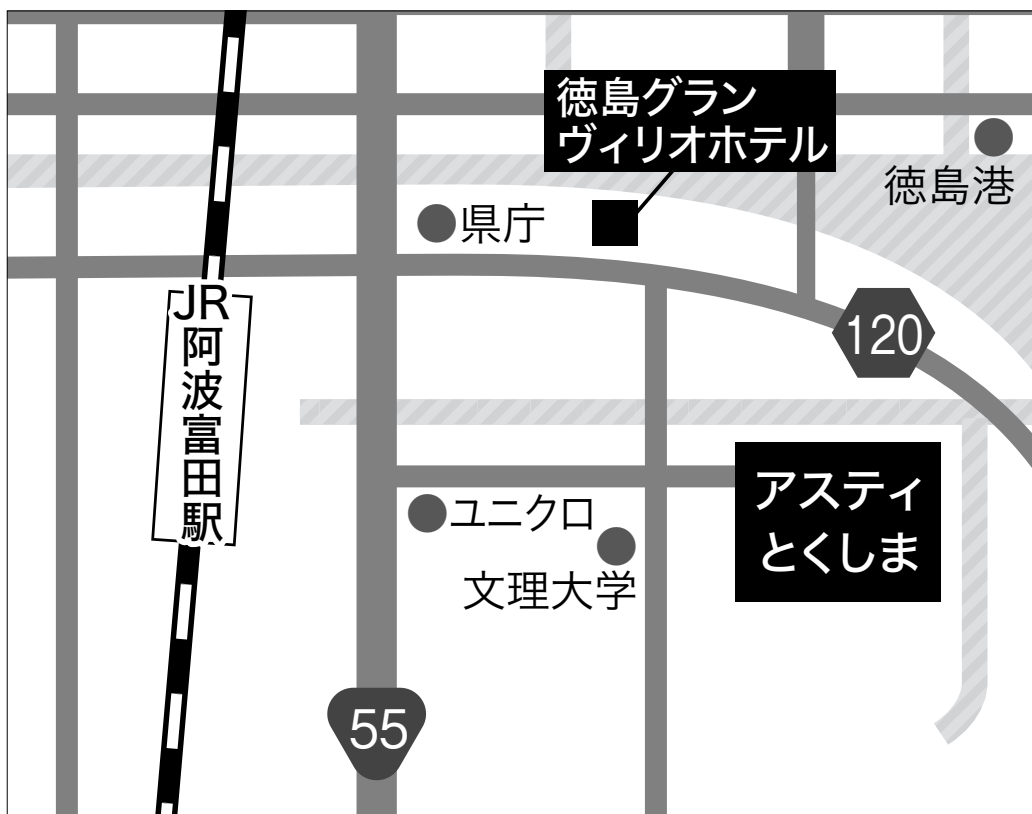 徳島グラン
ヴィリオホテル
徳島港
県庁
JR阿波富田駅
120
アスティ
とくしま
ユニクロ
文理大学
55